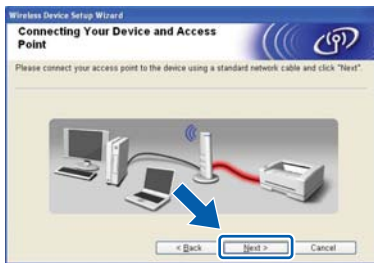 Wireless Device Setup Wizard
Connecting Your Device and Access
Point
Please connect your access point to the device using a standard network cable and click "Next".
< Back
Next >
Cancel